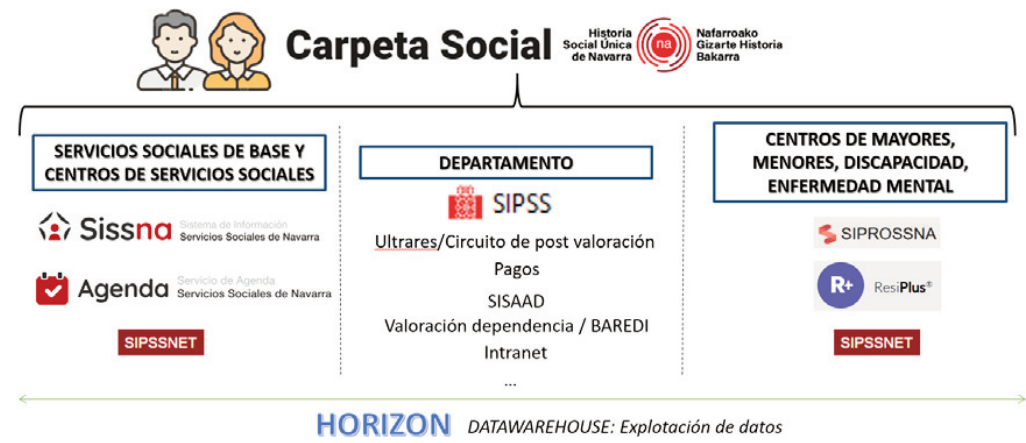 Carpeta Social
Historia
Social Única
de Navarra
na
Nafarroako
Gizarte Historia
Bakarra
SERVICIOS SOCIALES DE BASE Y
CENTROS DE SERVICIOS SOCIALES
Sissna
Sistema de Información
Servicios Sociales de Navarra
Agenda
Servicio de Agenda
Servicios Sociales de Navarra
SIPSSNET
DEPARTAMENTO
SIPSS
Ultrares/Circuito de post valoración
Pagos
SISAAD
Valoración dependencia / BAREDI
Intranet
...
CENTROS DE MAYORES,
MENORES, DISCAPACIDAD,
ENFERMEDAD MENTAL
SIPROSSNA
R+
ResiPlus®
SIPSSNET
HORIZON DATAWAREHOUSE: Explotación de datos